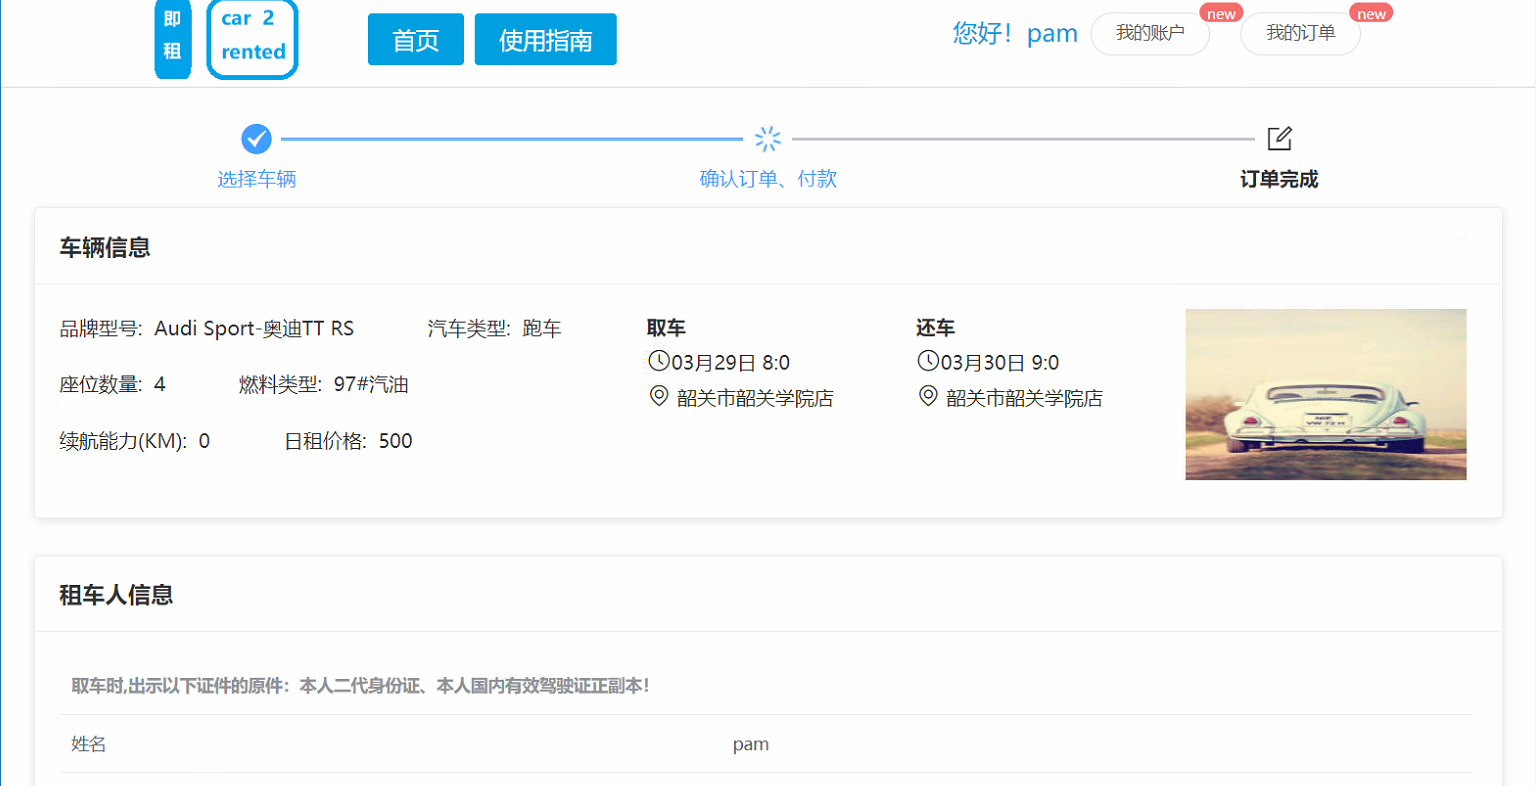 即
租
car 2
rented
首页
使用指南
您好！pam
我的账户
new
我的订单
new
选择车辆
确认订单、付款
订单完成
车辆信息
品牌型号: Audi Sport-奥迪TT RS
汽车类型: 跑车
座位数量: 4
燃料类型: 97#汽油
续航能力(KM): 0
日租价格: 500
取车
03月29日 8:0
韶关市韶关学院店
还车
03月30日 9:0
韶关市韶关学院店
租车人信息
取车时,出示以下证件的原件：本人二代身份证、本人国内有效驾驶证正副本！
姓名
pam